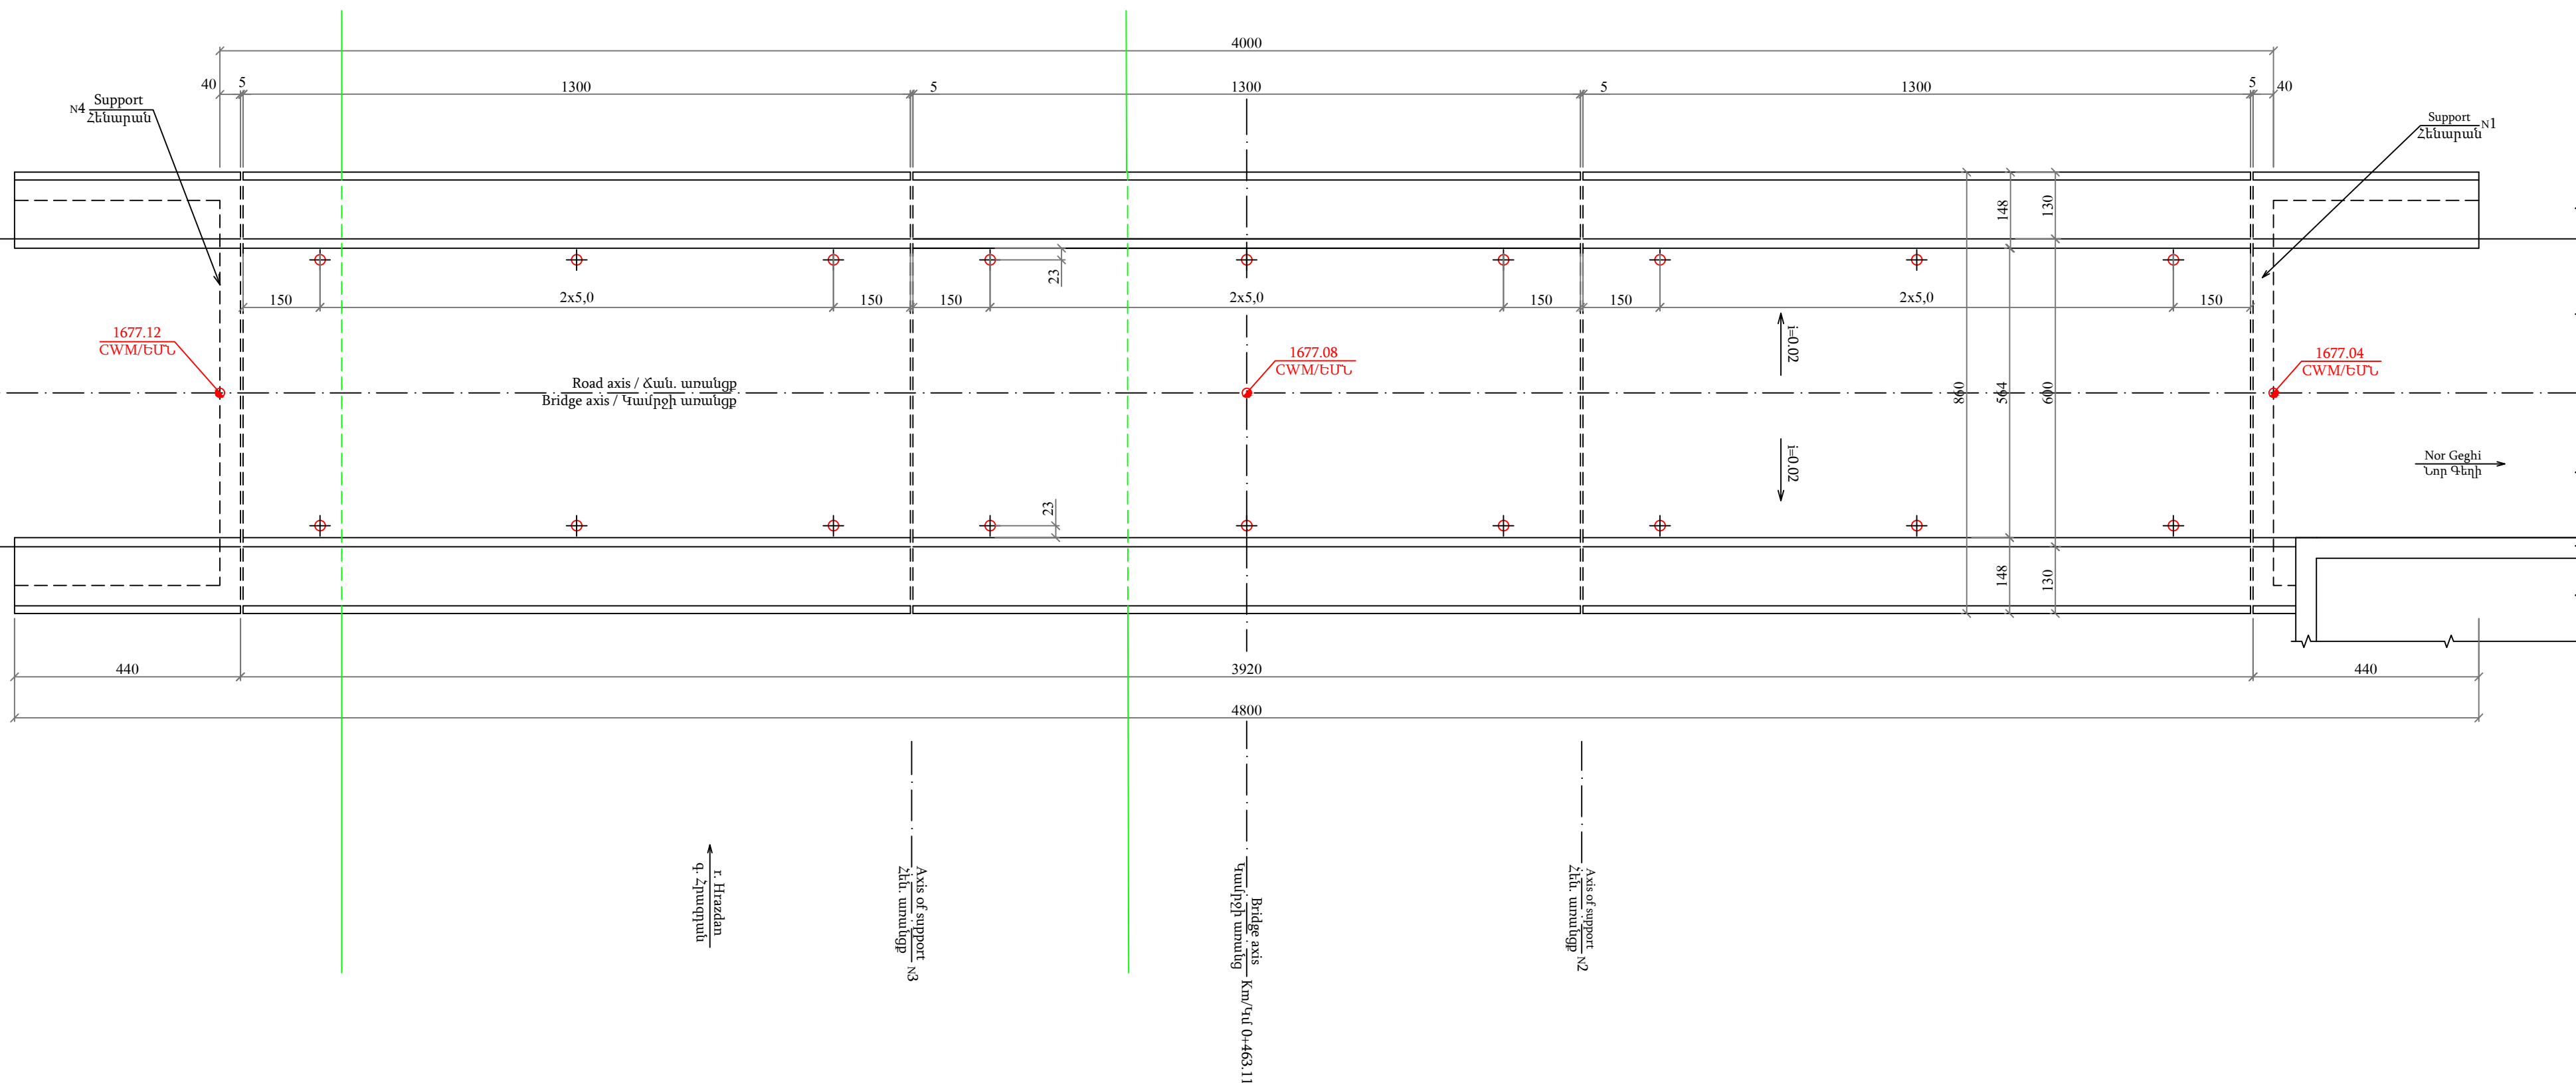 4000
40
5
1300
5
1300
5
1300
5
40
Support
N4
Հենարան
Support
N1
Հենարան
148
130
23
150
2x5,0
150
150
2x5,0
150
150
2x5,0
150
1677.12
CWM/ԵՄՆ
1677.08
CWM/ԵՄՆ
1677.04
CWM/ԵՄՆ
i=0.02
Road axis / Ճան. առանցք
Bridge axis / Կամրջի առանցք
860
564
600
i=0.02
Nor Geghi
Նոր Գեղի
23
148
130
440
3920
440
4800
r. Hrazdan
գ. Հրազդան
Axis of support
Հեն. առանցք
N3
Bridge axis
Կամրջի առանց
Km/Կմ 0+463.11
Axis of support
Հեն. առանցք
N2